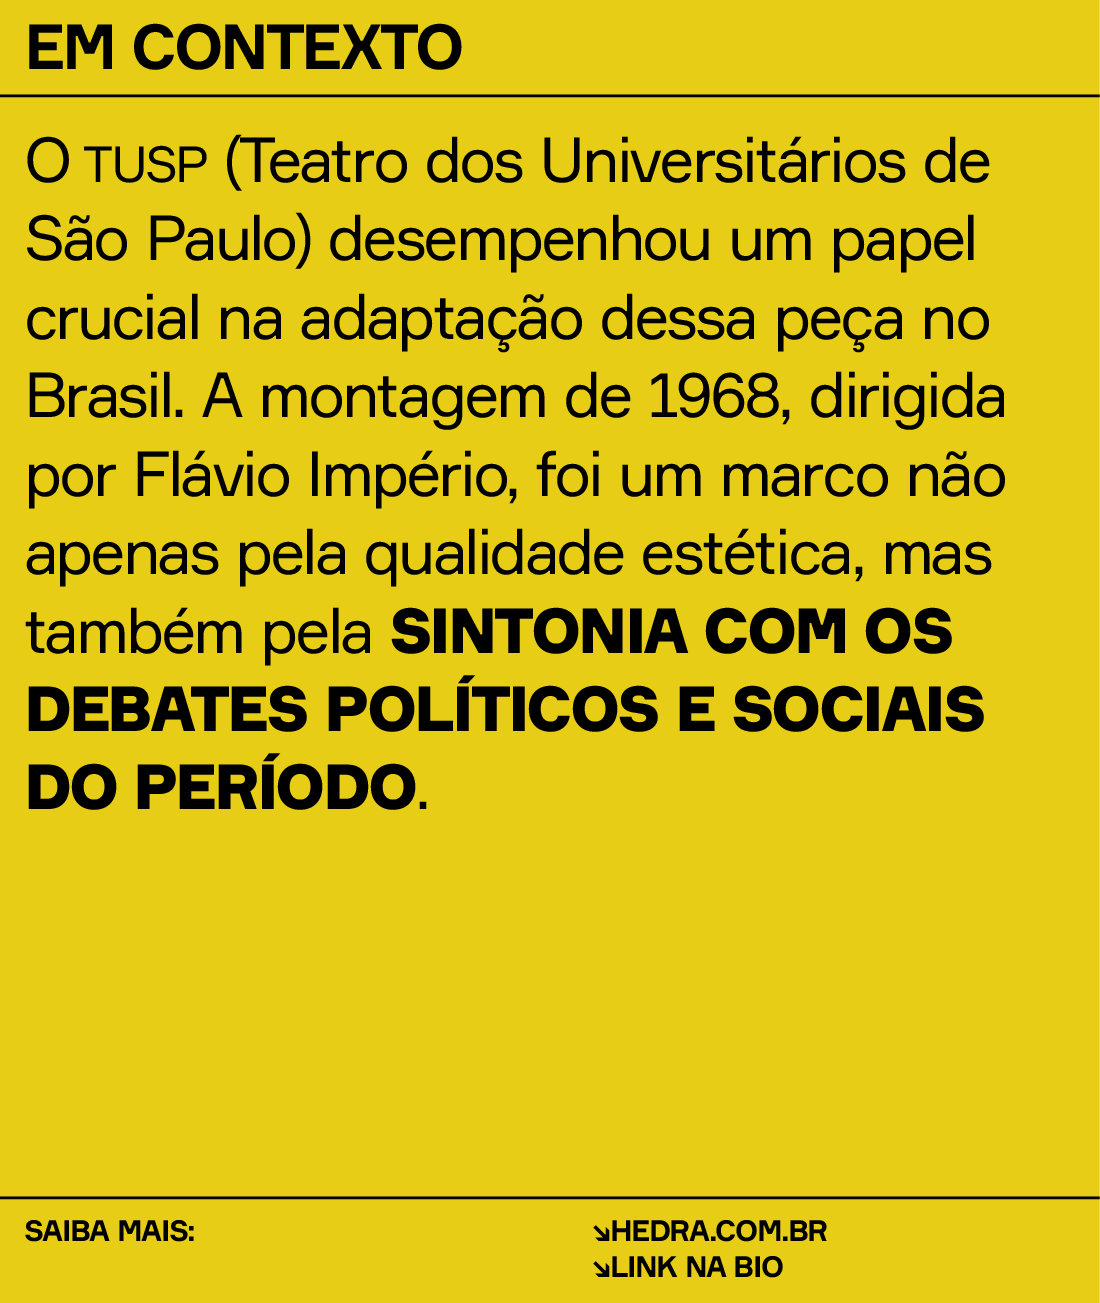 EM CONTEXTO
O TUSP (Teatro dos Universitários de
São Paulo) desempenhou um papel
crucial na adaptação dessa peça no
Brasil. A montagem de 1968, dirigida
por Flávio Império, foi um marco não
apenas pela qualidade estética, mas
também pela SINTONIA COM OS
DEBATES POLÍTICOS E SOCIAIS
DO PERÍODO.
SAIBA MAIS:
↘HEDRA.COM.BR
↘LINK NA BIO